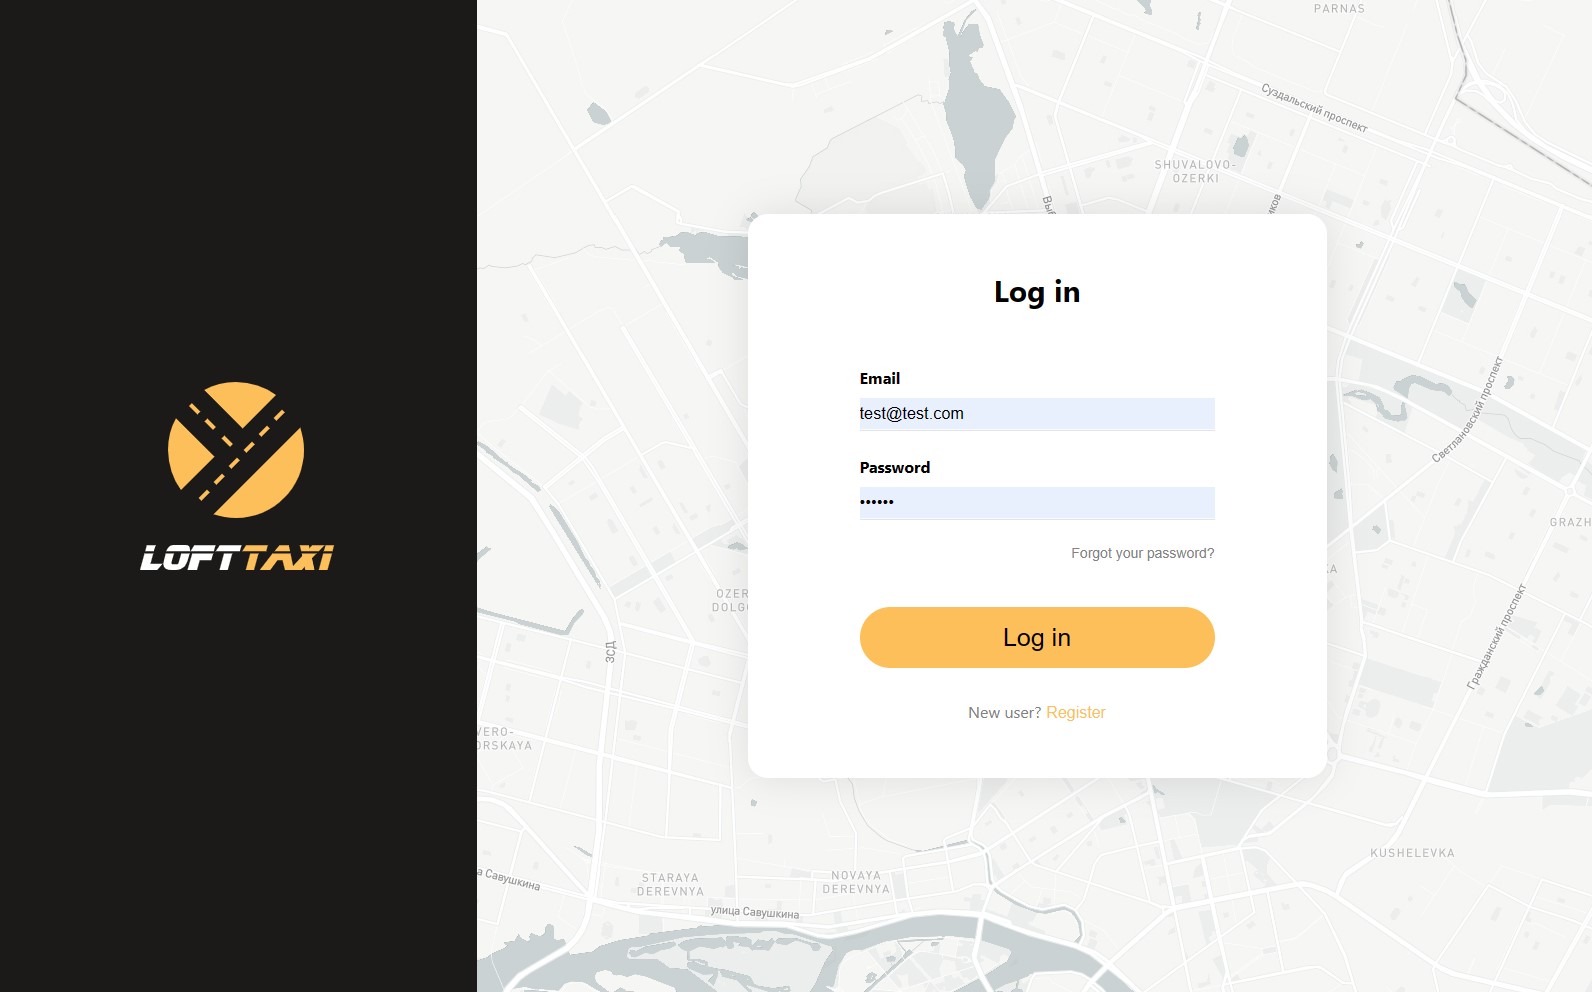 LOFTTAXI
Log in
Email
test@test.com
Password
••••••
Forgot your password?
Log in
New user? Register
PARNAS
Суздальский проспект
SHUVALOVO-
OZERKI
Светлановский проспект
Гражданский проспект
ЗСД
KUSHELEVKA
STARAYA
DEREVNYA
NOVAYA
DEREVNYA
улица Савушкина
а Савушкина
VERO-
ORSKAYA
OZER
DOLG
GRAZH